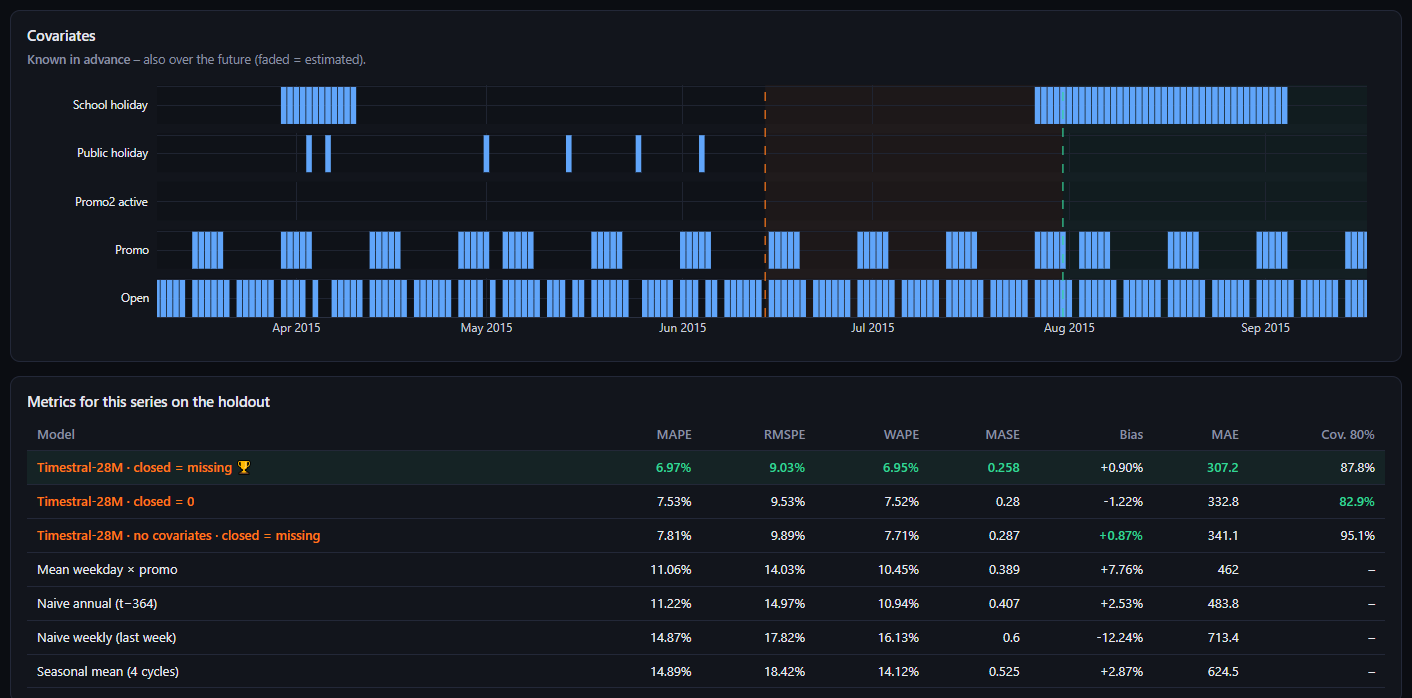 Covariates
Known in advance – also over the future (faded = estimated).
School holiday
Public holiday
Promo2 active
Promo
Open
Apr 2015 May 2015 Jun 2015 Jul 2015 Aug 2015 Sep 2015
Metrics for this series on the holdout
Model MAPE RMSPE WAPE MASE Bias MAE Cov. 80%
Timestral-28M · closed = missing 🏆 6.97% 9.03% 6.95% 0.258 +0.90% 307.2 87.8%
Timestral-28M · closed = 0 7.53% 9.53% 7.52% 0.28 -1.22% 332.8 82.9%
Timestral-28M · no covariates · closed = missing 7.81% 9.89% 7.71% 0.287 +0.87% 341.1 95.1%
Mean weekday × promo 11.06% 14.03% 10.45% 0.389 +7.76% 462 –
Naive annual (t−364) 11.22% 14.97% 10.94% 0.407 +2.53% 483.8 –
Naive weekly (last week) 14.87% 17.82% 16.13% 0.6 -12.24% 713.4 –
Seasonal mean (4 cycles) 14.89% 18.42% 14.12% 0.525 +2.87% 624.5 –